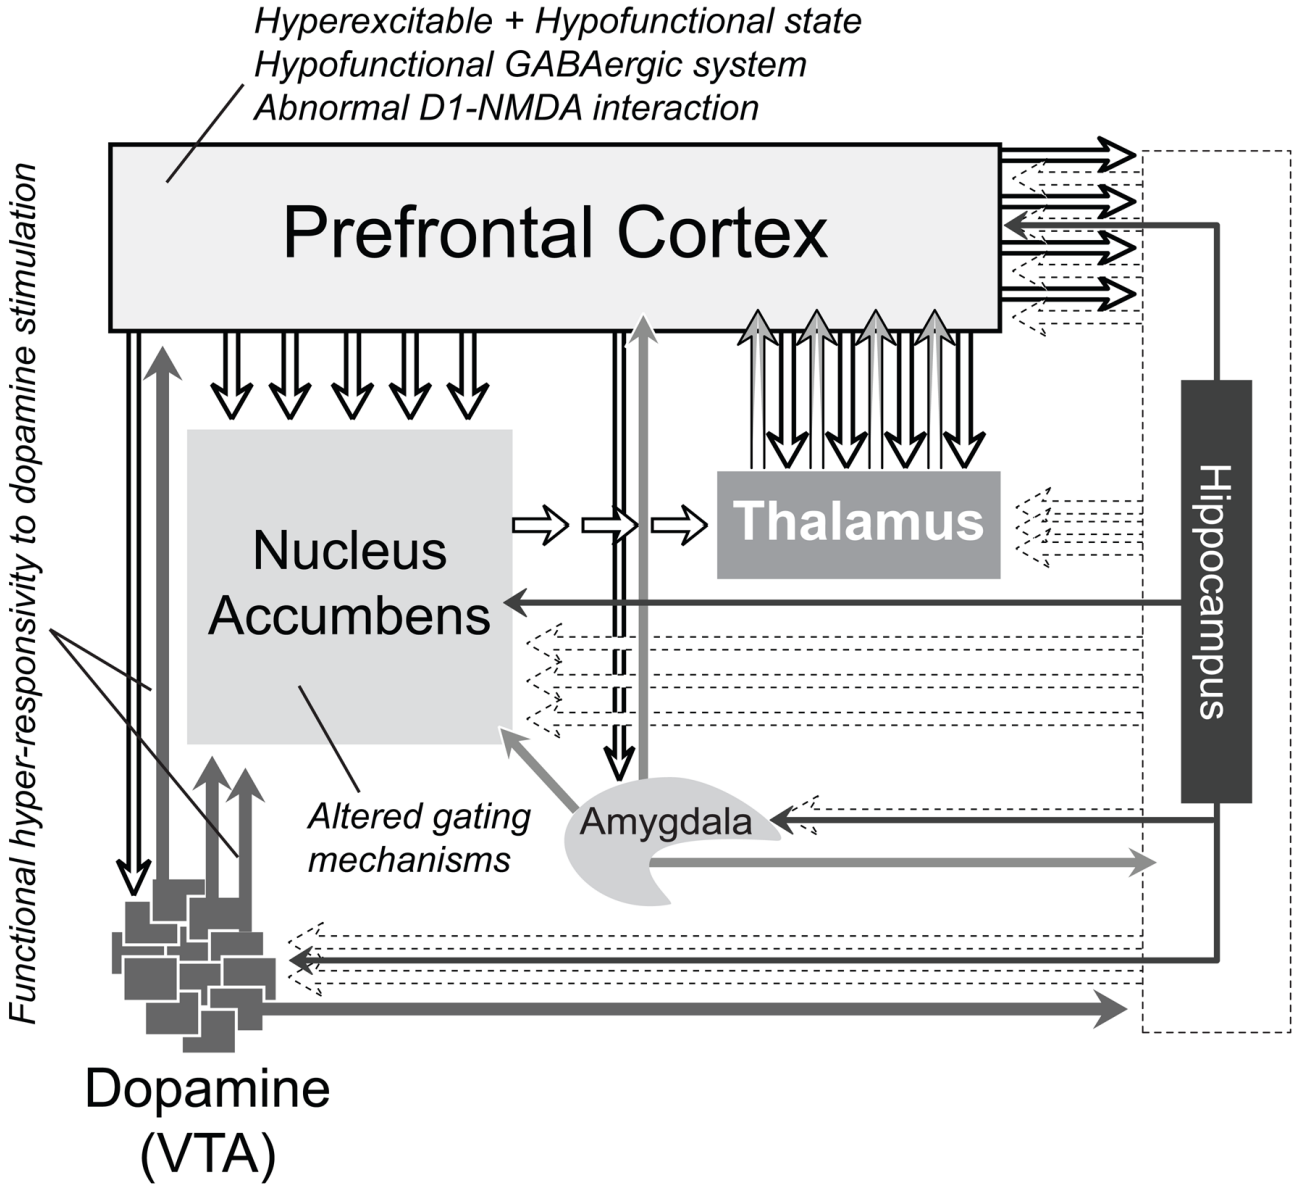 Hyperexcitable + Hypofunctional state
Hypofunctional GABAergic system
Abnormal D1-NMDA interaction
Functional hyper-responsivity to dopamine stimulation
Prefrontal Cortex
Nucleus
Accumbens
Thalamus
Hippocampus
Altered gating
mechanisms
Amygdala
Dopamine
(VTA)